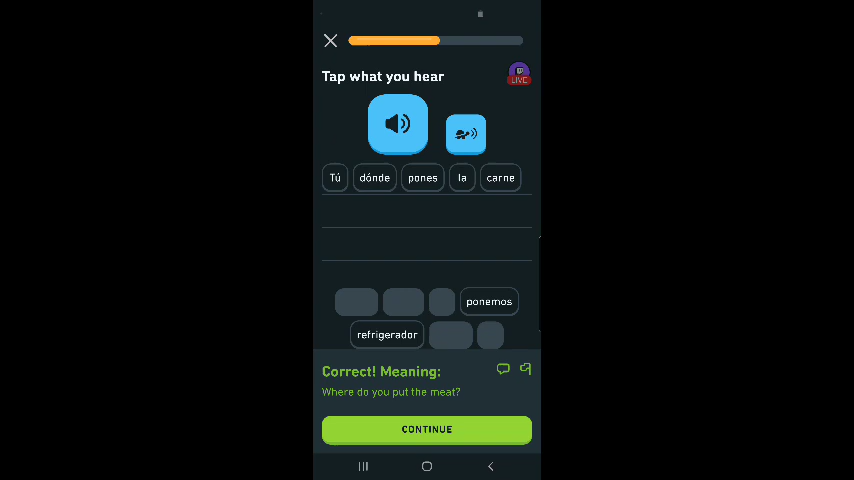 Tap what you hear
LIVE
Tú dónde pones la carne
ponemos
refrigerador
Correct! Meaning:
Where do you put the meat?
CONTINUE